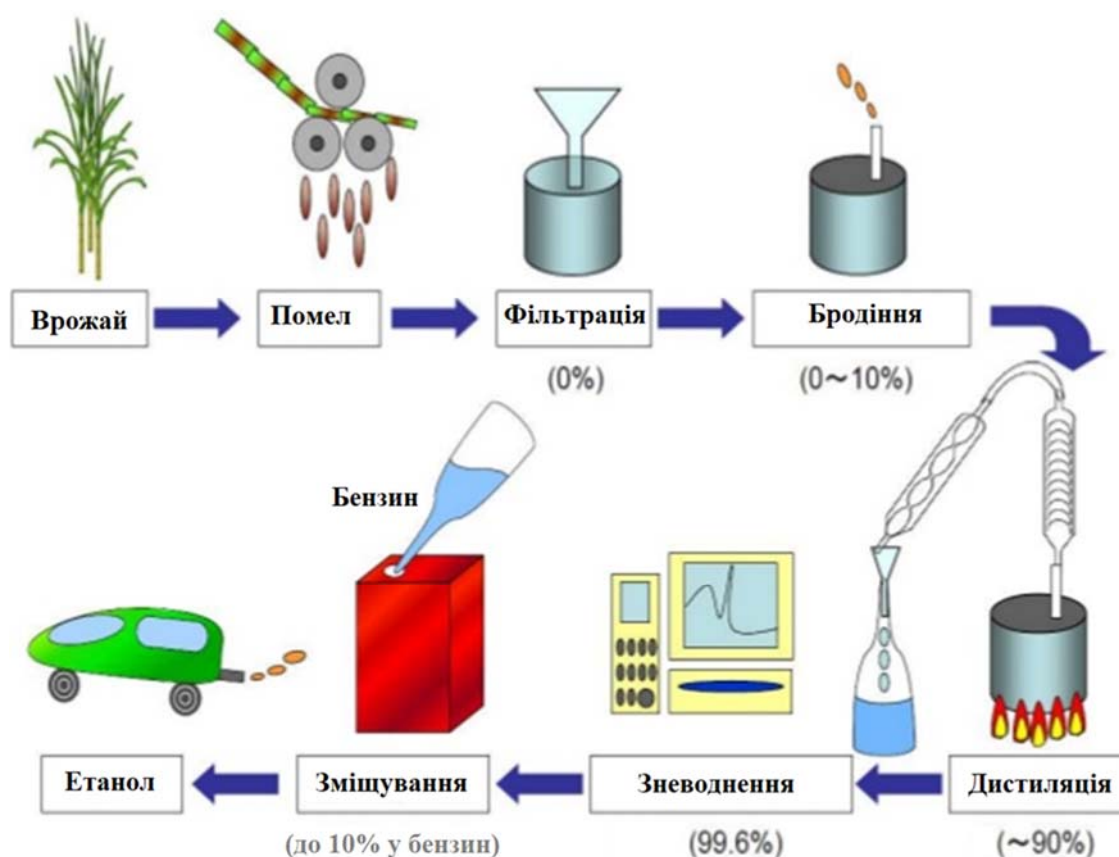 Врожай
Помел
Фільтрація
Бродіння
(0%)
(0~10%)
Бензин
Етанол
Зміщування
Зневоднення
Дистиляція
(до 10% у бензин)
(99.6%)
(~90%)